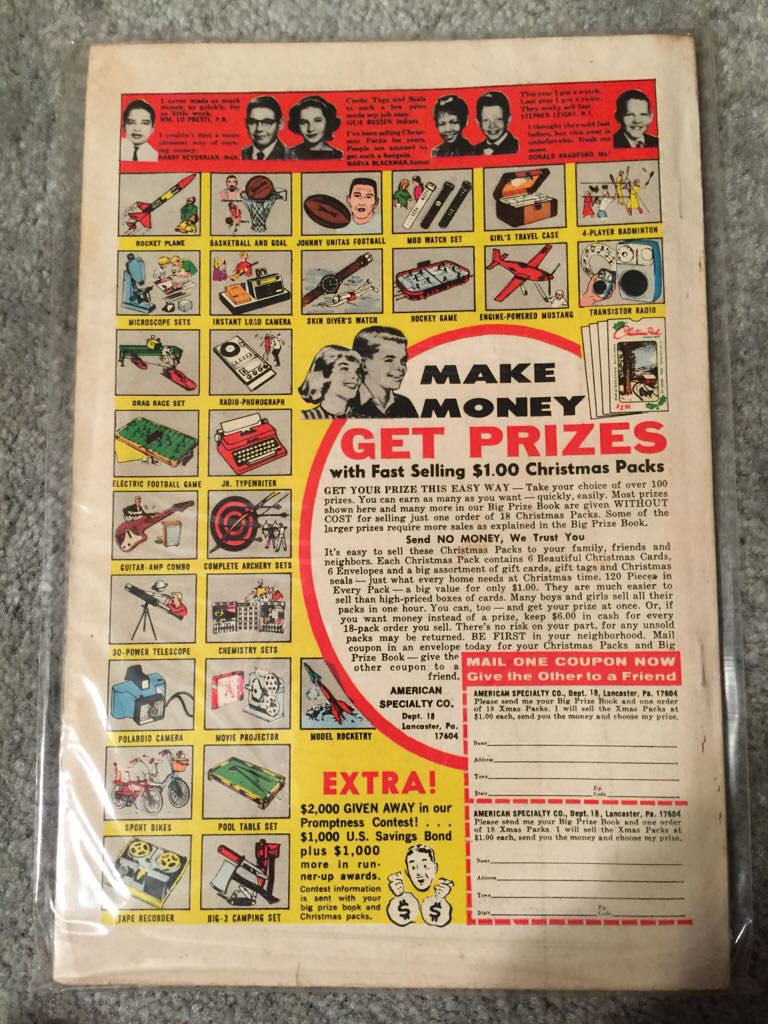 I never made as much
money, so quickly, for
so little work.
WM. LO PRESTI, P.R.
I couldn't find a more
pleasant way of earn-
ing money.
HARRY KEVORIAN, Mich.
Cards, Tags and Seals
at such a low price
made my job easy.
JULIE BUSSEN, Indiana
I've been selling Christ-
mas Packs for years.
People are amazed to
get such a bargain.
MARVA BLACKMAN, Kansas
This year I got a watch.
Last year I got a radio.
They really sell fast.
STEPHEN LEIGHT, N.Y.
I thought they sold fast
before, but this year is
unbelievable. Rush me
more.
DONALD BRADFORD, Mo.
ROCKET PLANE
BASKETBALL AND GOAL
JOHNNY UNITAS FOOTBALL
MOD WATCH SET
GIRL'S TRAVEL CASE
4-PLAYER BADMINTON
MICROSCOPE SETS
INSTANT LOAD CAMERA
SKIN DIVER'S WATCH
HOCKEY GAME
ENGINE-POWERED MUSTANG
TRANSISTOR RADIO
DRAG RACE SET
RADIO-PHONOGRAPH
ELECTRIC FOOTBALL GAME
JR. TYPEWRITER
GUITAR-AMP COMBO
COMPLETE ARCHERY SETS
30-POWER TELESCOPE
CHEMISTRY SETS
POLAROID CAMERA
MOVIE PROJECTOR
MODEL ROCKETRY
SPORT BIKES
POOL TABLE SET
TAPE RECORDER
BIG-3 CAMPING SET
Christmas Pack
$1.00
MAKE
MONEY
GET PRIZES
with Fast Selling $1.00 Christmas Packs
GET YOUR PRIZE THIS EASY WAY — Take your choice of over 100
prizes. You can earn as many as you want — quickly, easily. Most prizes
shown here and many more in our Big Prize Book are given WITHOUT
COST for selling just one order of 18 Christmas Packs. Some of the
larger prizes require more sales as explained in the Big Prize Book.
Send NO MONEY, We Trust You
It's easy to sell these Christmas Packs to your family, friends and
neighbors. Each Christmas Pack contains 6 Beautiful Christmas Cards,
6 Envelopes and a big assortment of gift cards, gift tags and Christmas
seals — just what every home needs at Christmas time. 120 Pieces in
Every Pack — a big value for only $1.00. They are much easier to
sell than high-priced boxes of cards. Many boys and girls sell all their
packs in one hour. You can, too — and get your prize at once. Or, if
you want money instead of a prize, keep $6.00 in cash for every
18-pack order you sell. There's no risk on your part, for any unsold
packs may be returned. BE FIRST in your neighborhood. Mail
coupon in an envelope today for your Christmas Packs and Big
Prize Book — give the
other coupon to a
friend.
AMERICAN
SPECIALTY CO.
Dept. 18
Lancaster, Pa.
17604
MAIL ONE COUPON NOW
Give the Other to a Friend
AMERICAN SPECIALTY CO., Dept. 18, Lancaster, Pa. 17604
Please send me your Big Prize Book and one order
of 18 Xmas Packs. I will sell the Xmas Packs at
$1.00 each, send you the money and choose my prize.
Name
Address
Town
State Zip Code
AMERICAN SPECIALTY CO., Dept. 18, Lancaster, Pa. 17604
Please send me your Big Prize Book and one order
of 18 Xmas Packs. I will sell the Xmas Packs at
$1.00 each, send you the money and choose my prize.
Name
Address
Town
State Zip Code
EXTRA!
$2,000 GIVEN AWAY in our
Promptness Contest! . . .
$1,000 U.S. Savings Bond
plus $1,000
more in run-
ner-up awards.
Contest information
is sent with your
big prize book and
Christmas packs.
$ $